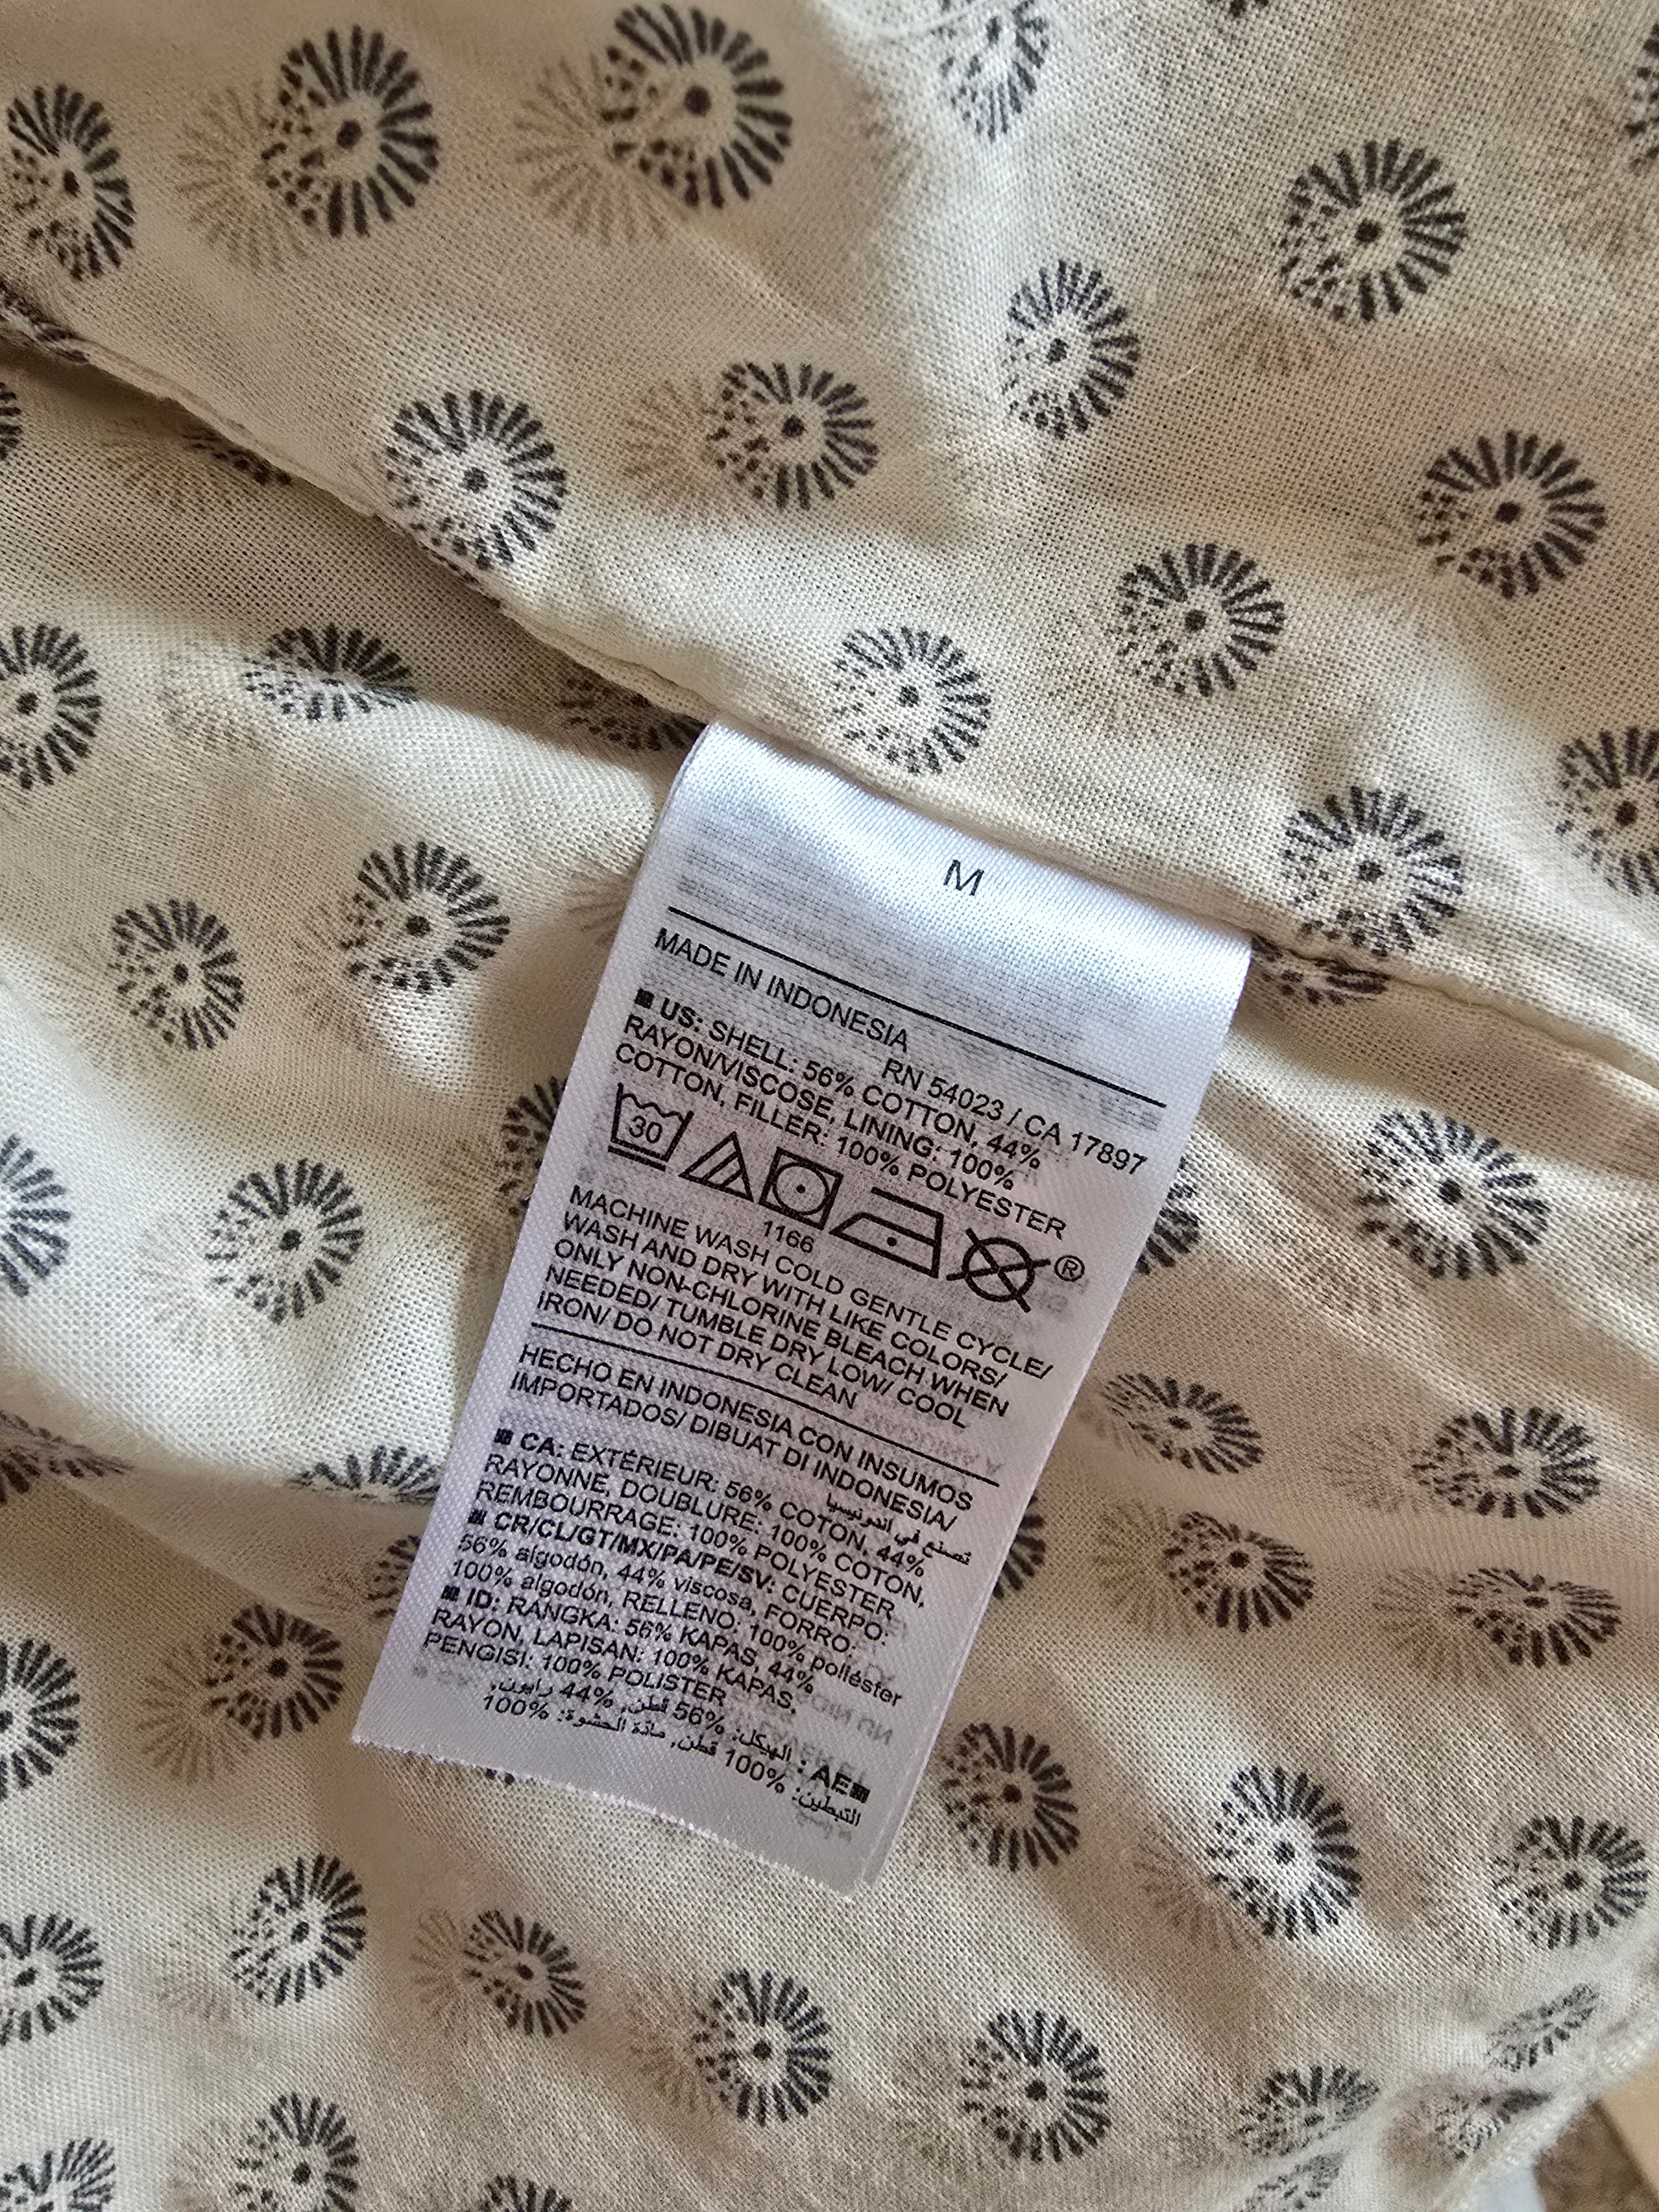 M
MADE IN INDONESIA
RN 54023 / CA 17897
■ US: SHELL: 56% COTTON, 44%
RAYON/VISCOSE, LINING: 100%
COTTON, FILLER: 100% POLYESTER
30
®
1166
MACHINE WASH COLD GENTLE CYCLE/
WASH AND DRY WITH LIKE COLORS/
ONLY NON-CHLORINE BLEACH WHEN
NEEDED/ TUMBLE DRY LOW/ COOL
IRON/ DO NOT DRY CLEAN
HECHO EN INDONESIA CON INSUMOS
IMPORTADOS/ DIBUAT DI INDONESIA/
تصنع في اندونيسيا
■ CA: EXTÉRIEUR: 56% COTON, 44%
RAYONNE, DOUBLURE: 100% COTON,
REMBOURRAGE: 100% POLYESTER
■ CR/CL/GT/MX/PA/PE/SV: CUERPO:
56% algodón, 44% viscosa, FORRO:
100% algodón, RELLENO: 100% poliéster
■ ID: RANGKA: 56% KAPAS, 44%
RAYON, LAPISAN: 100% KAPAS,
PENGISI: 100% POLISTER
■AE : الهيكل: 56% قطن, 44% رايون,
التبطين: 100% قطن, مادة الحشوة: 100%